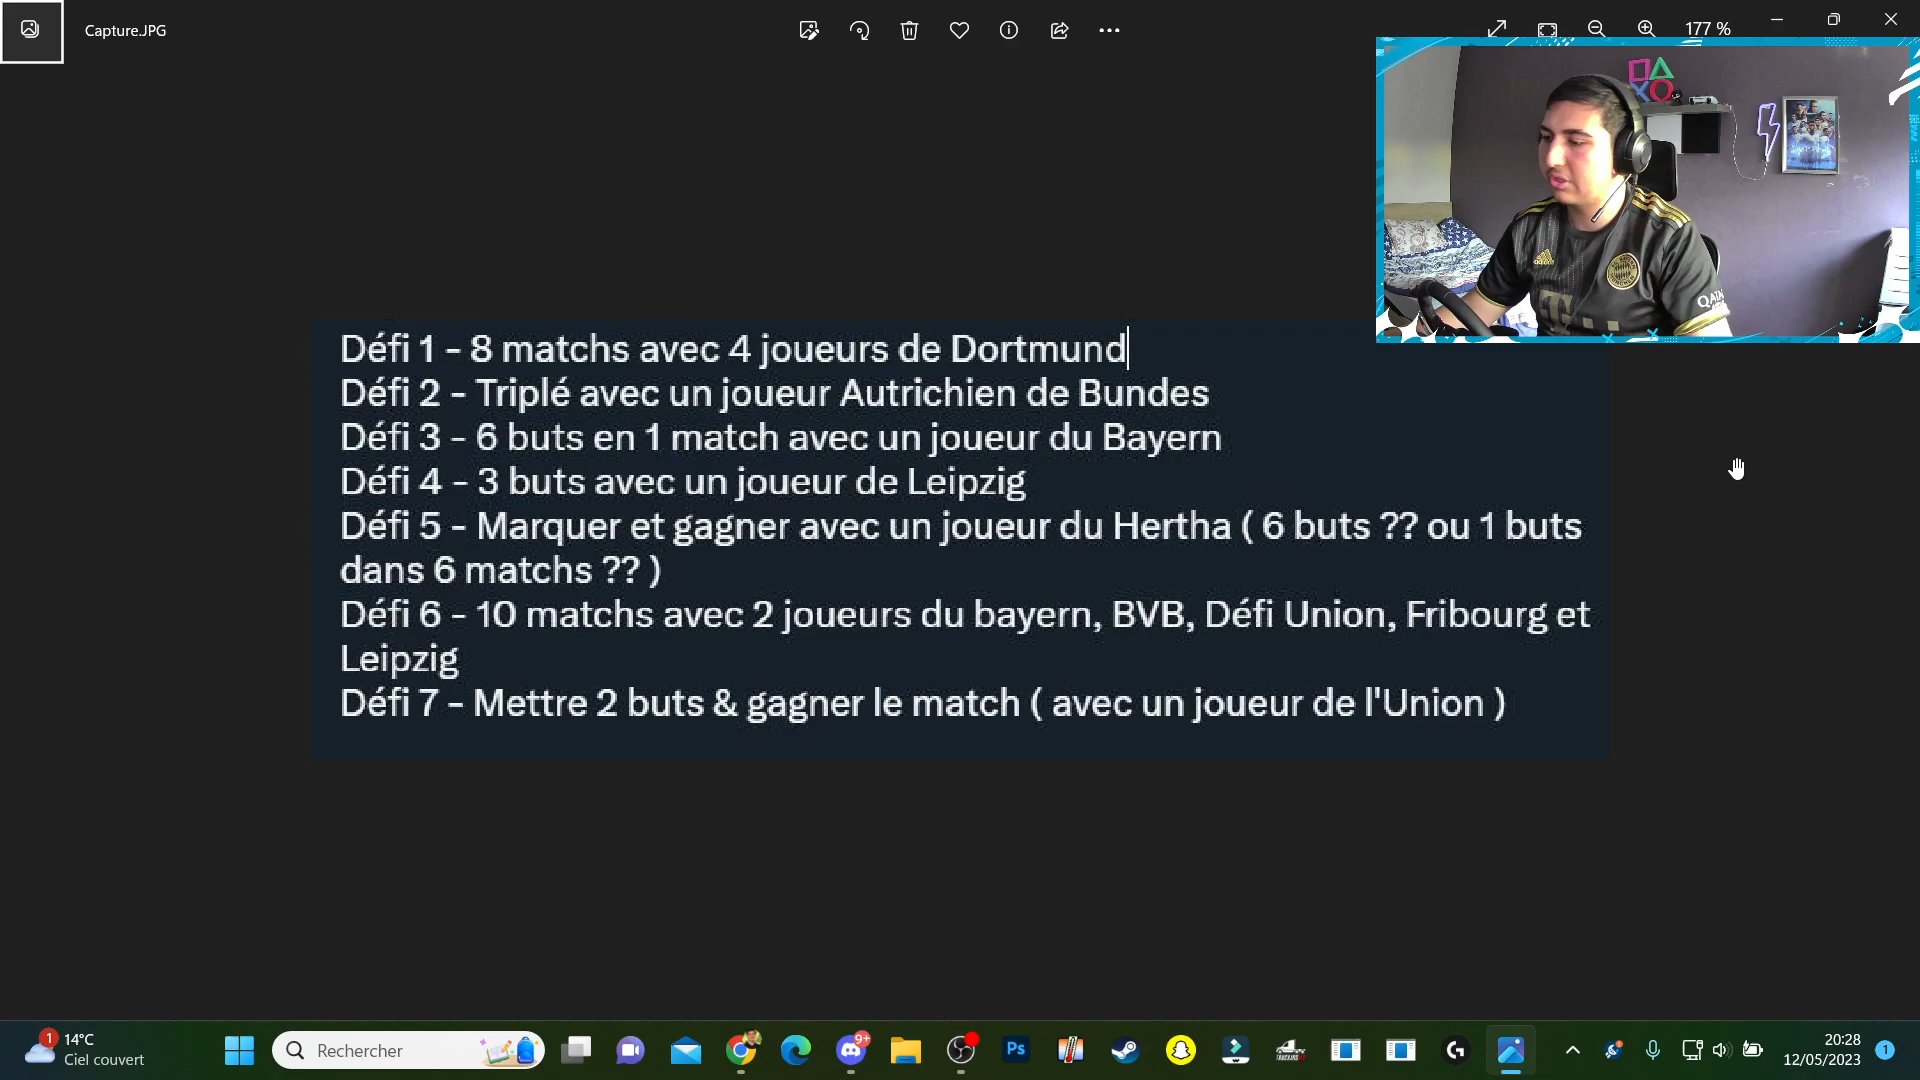 Capture.JPG
177 %
Défi 1 - 8 matchs avec 4 joueurs de Dortmund
Défi 2 - Triplé avec un joueur Autrichien de Bundes
Défi 3 - 6 buts en 1 match avec un joueur du Bayern
Défi 4 - 3 buts avec un joueur de Leipzig
Défi 5 - Marquer et gagner avec un joueur du Hertha ( 6 buts ?? ou 1 buts
dans 6 matchs ?? )
Défi 6 - 10 matchs avec 2 joueurs du bayern, BVB, Défi Union, Fribourg et
Leipzig
Défi 7 - Mettre 2 buts & gagner le match ( avec un joueur de l'Union )
1
14°C
Ciel couvert
Rechercher
9+
Ps
20:28
12/05/2023
1